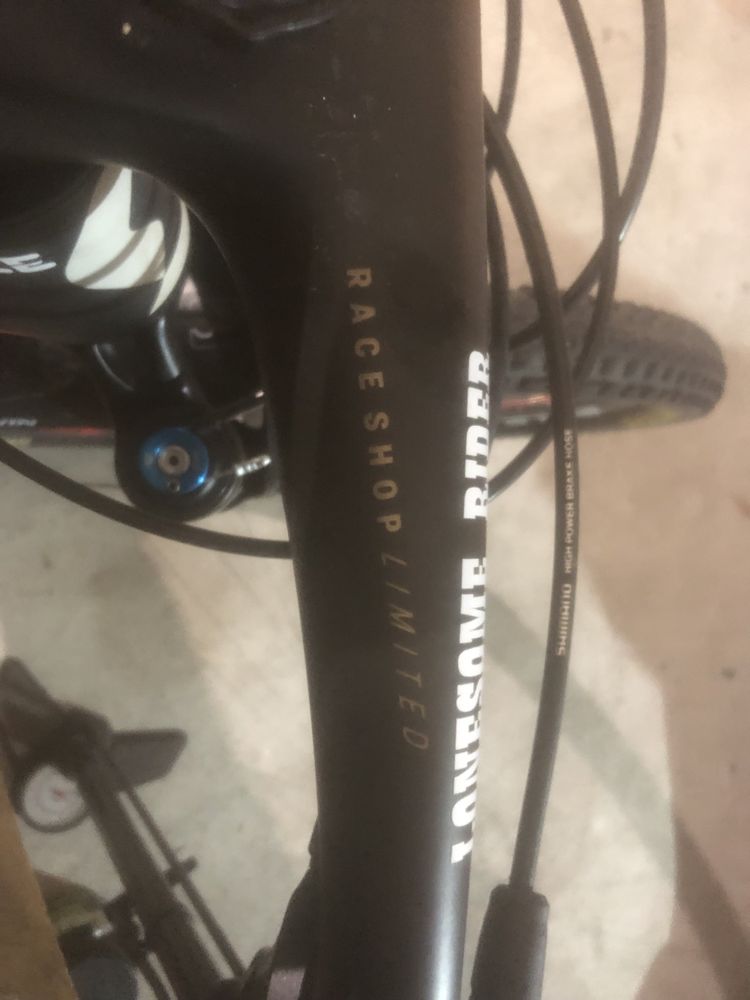 RACE SHOP LIMITED
LONESOME RIDER
SHIMANO HIGH POWER BRAKE HOSE